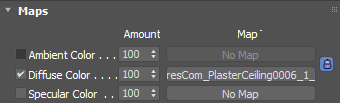 Maps
Amount Map
Ambient Color . . . . 100 No Map
Diffuse Color . . . . . 100 resCom_PlasterCeiling0006_1_
Specular Color . . . . 100 No Map